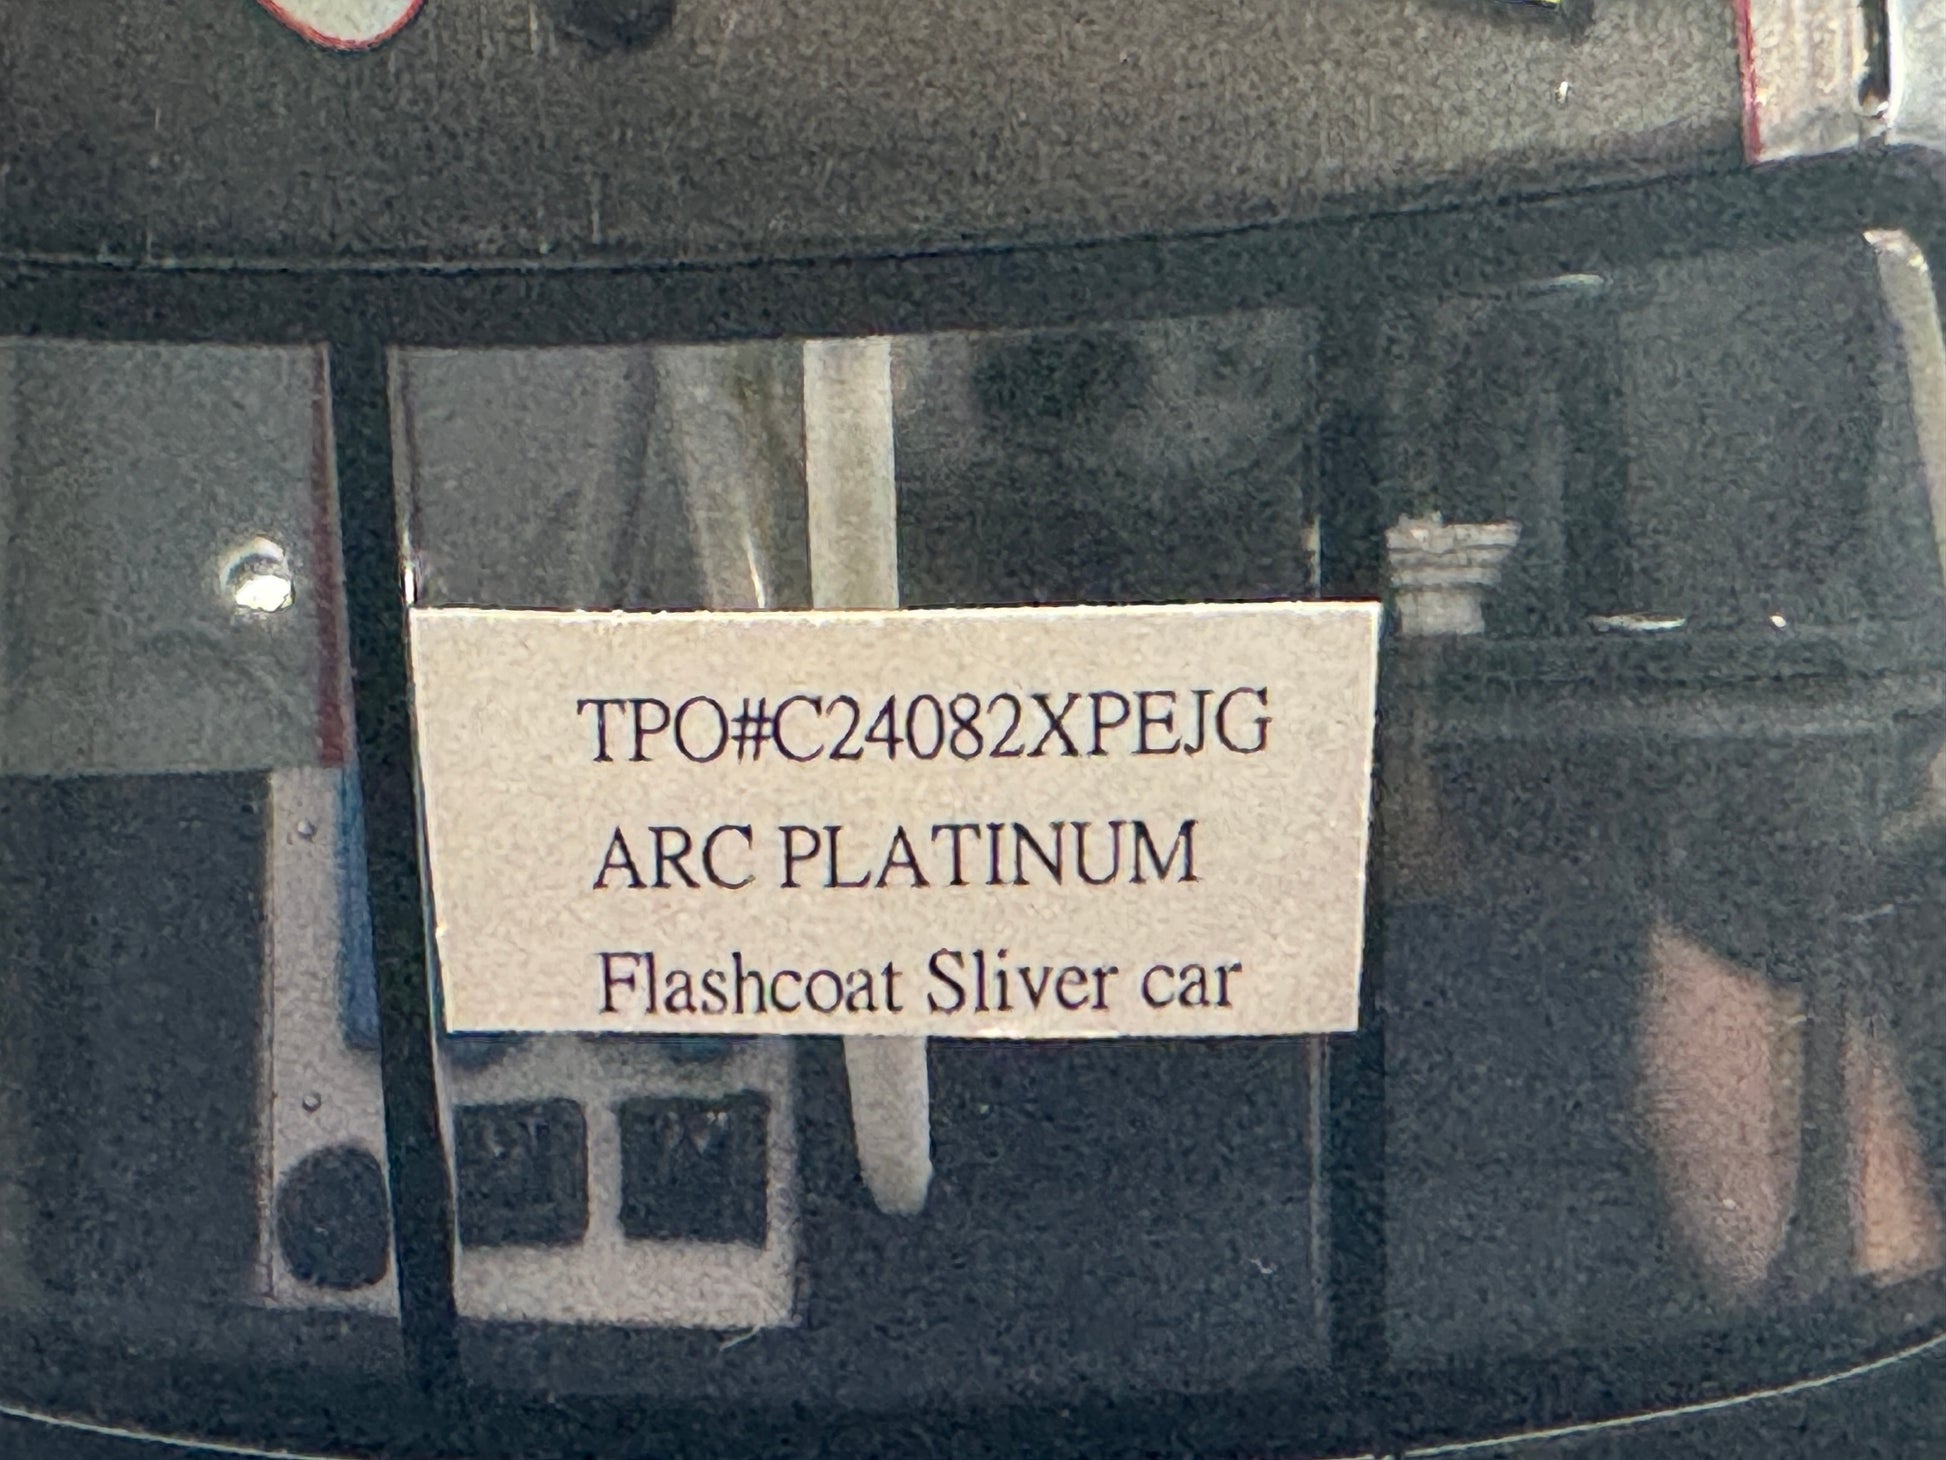 TPO#C24082XPEJG
ARC PLATINUM
Flashcoat Sliver car